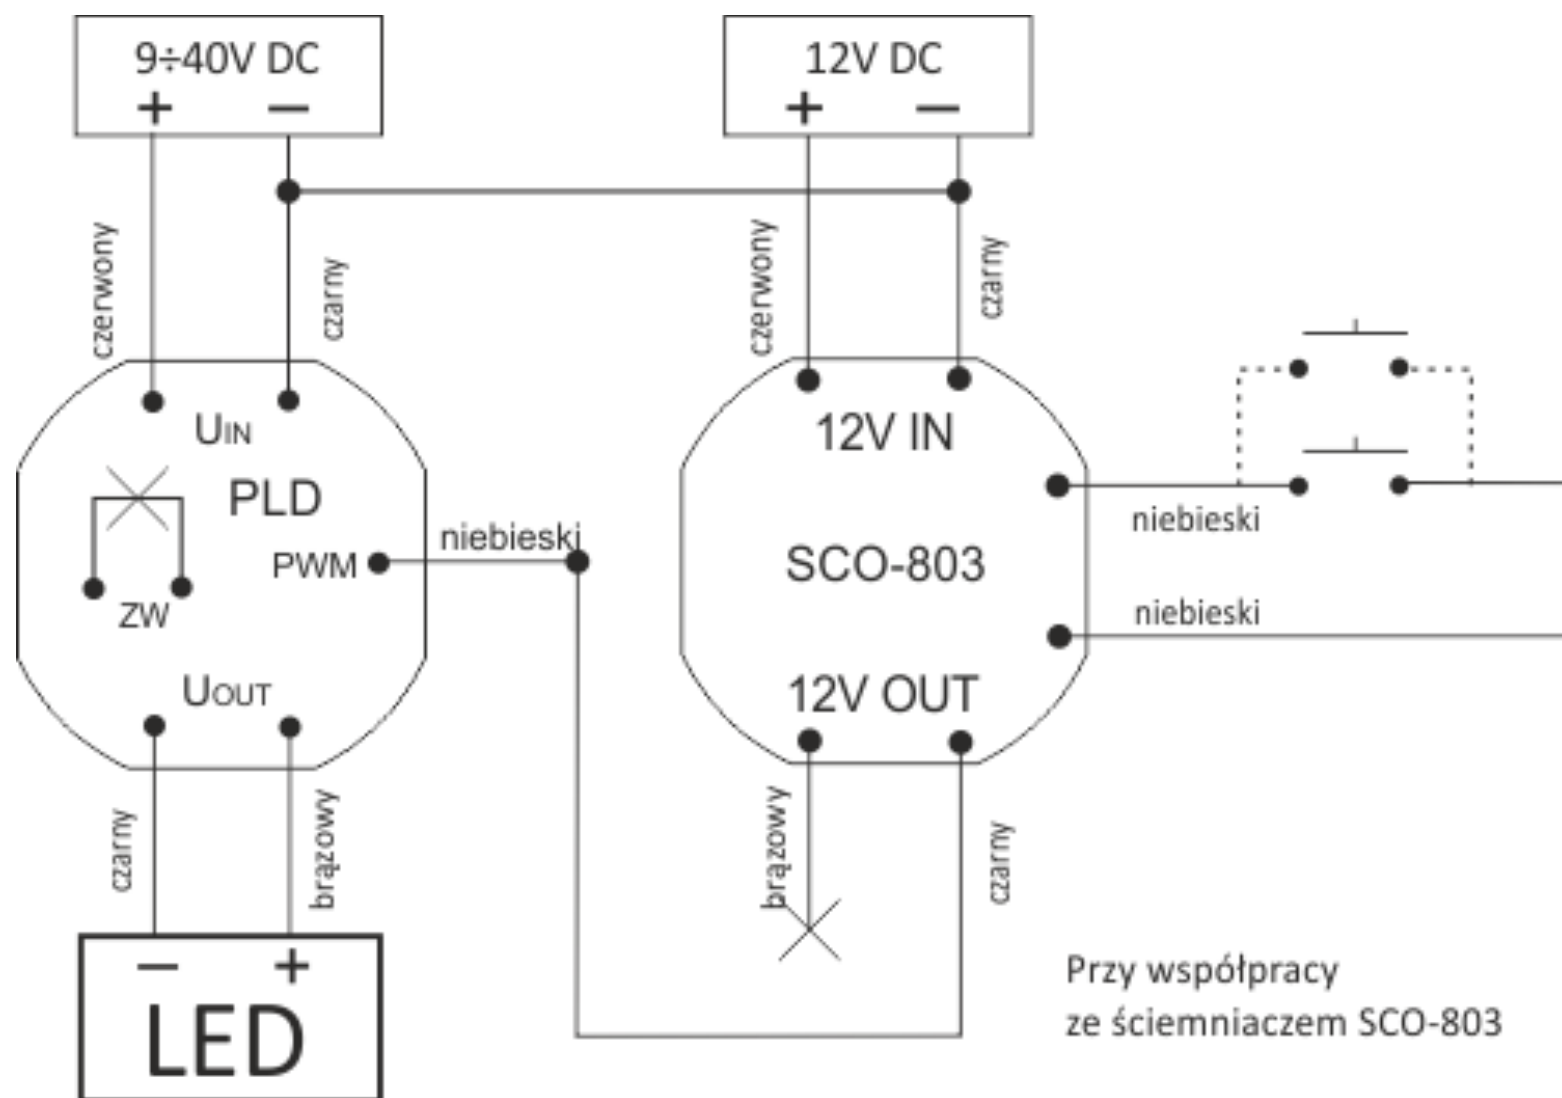 9÷40V DC
+ −
12V DC
+ −
czerwony
czarny
czerwony
czarny
UIN
PLD
PWM
ZW
UOUT
niebieski
12V IN
SCO-803
12V OUT
niebieski
niebieski
czarny
brązowy
brązowy
czarny
− +
LED
Przy współpracy
ze ściemniaczem SCO-803